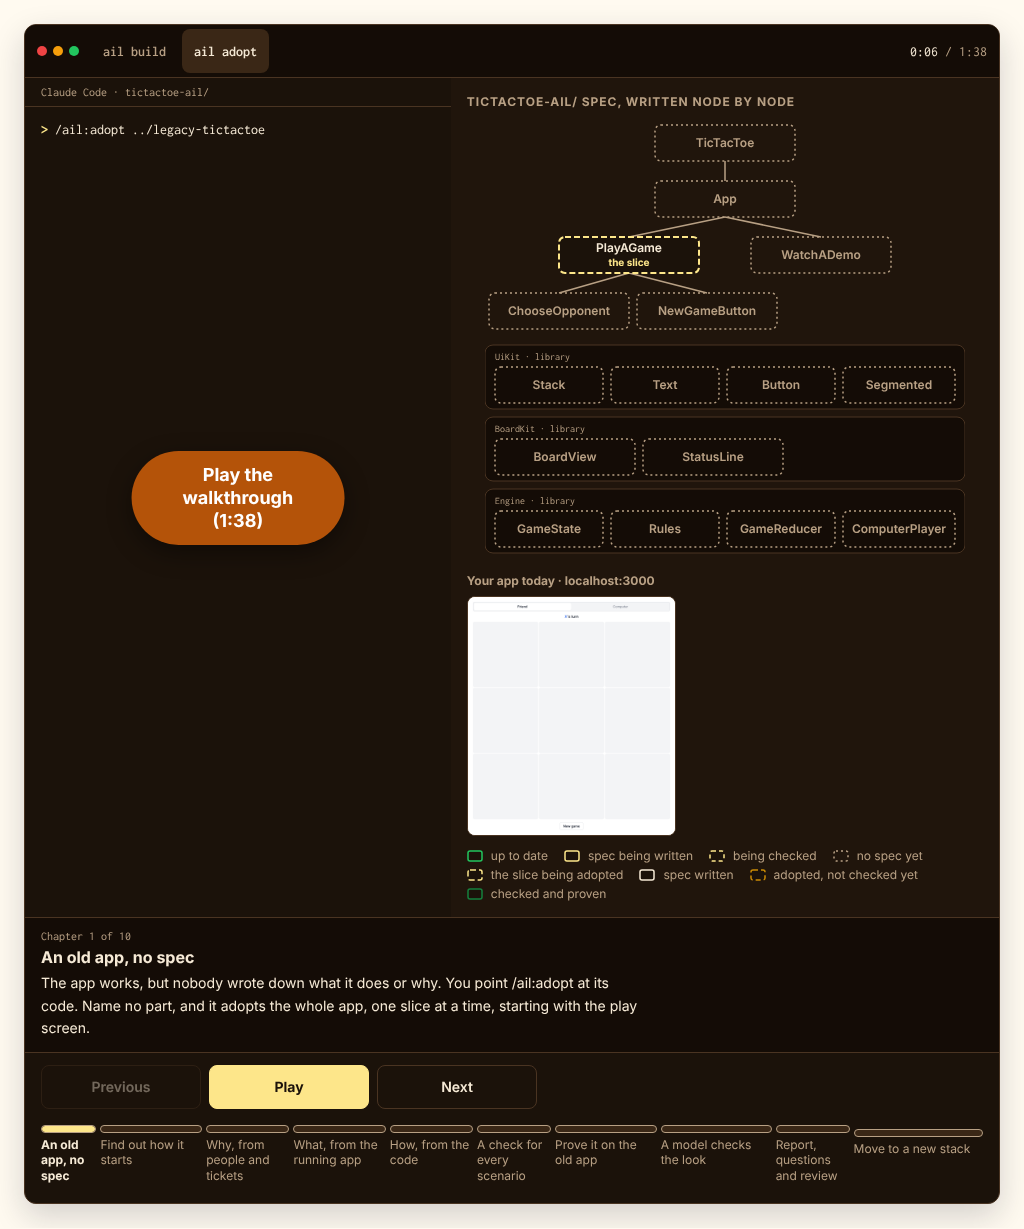 ail build
ail adopt
0:06 / 1:38
Claude Code · tictactoe-ail/
> /ail:adopt ../legacy-tictactoe
Play the
walkthrough
(1:38)
TICTACTOE-AIL/ SPEC, WRITTEN NODE BY NODE
TicTacToe
App
PlayAGame
the slice
WatchADemo
ChooseOpponent
NewGameButton
UiKit · library
Stack
Text
Button
Segmented
BoardKit · library
BoardView
StatusLine
Engine · library
GameState
Rules
GameReducer
ComputerPlayer
Your app today · localhost:3000
New game
up to date
spec being written
being checked
no spec yet
the slice being adopted
spec written
adopted, not checked yet
checked and proven
Chapter 1 of 10
An old app, no spec
The app works, but nobody wrote down what it does or why. You point /ail:adopt at its
code. Name no part, and it adopts the whole app, one slice at a time, starting with the play
screen.
Previous
Play
Next
An old
app, no
spec
Find out how it
starts
Why, from
people and
tickets
What, from the
running app
How, from the
code
A check for
every
scenario
Prove it on the
old app
A model checks
the look
Report,
questions
and review
Move to a new stack